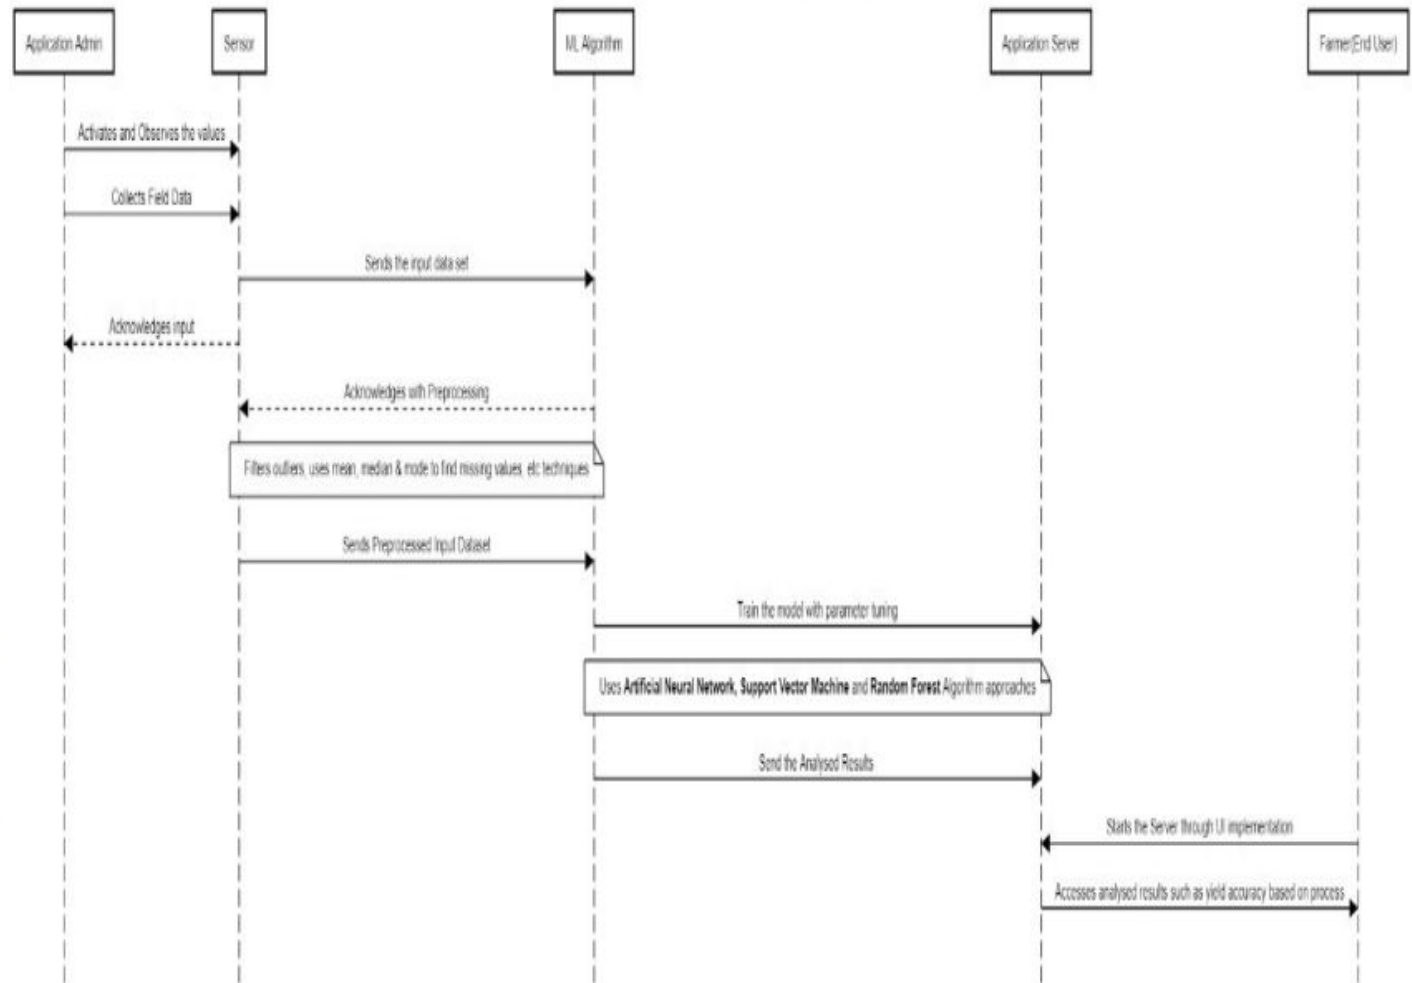 Application Admin
Sensor
ML Algorithm
Application Server
Farmer(End User)
Activates and Observes the values
Collects Field Data
Sends the input data set
Acknowledges input
Acknowledges with Preprocessing
Filters outliers, uses mean, median & mode to find missing values, etc techniques
Sends Preprocessed Input Dataset
Train the model with parameter tuning
Uses Artificial Neural Network, Support Vector Machine and Random Forest Algorithm approaches
Send the Analysed Results
Starts the Server through UI implementation
Accesses analysed results such as yield accuracy based on process